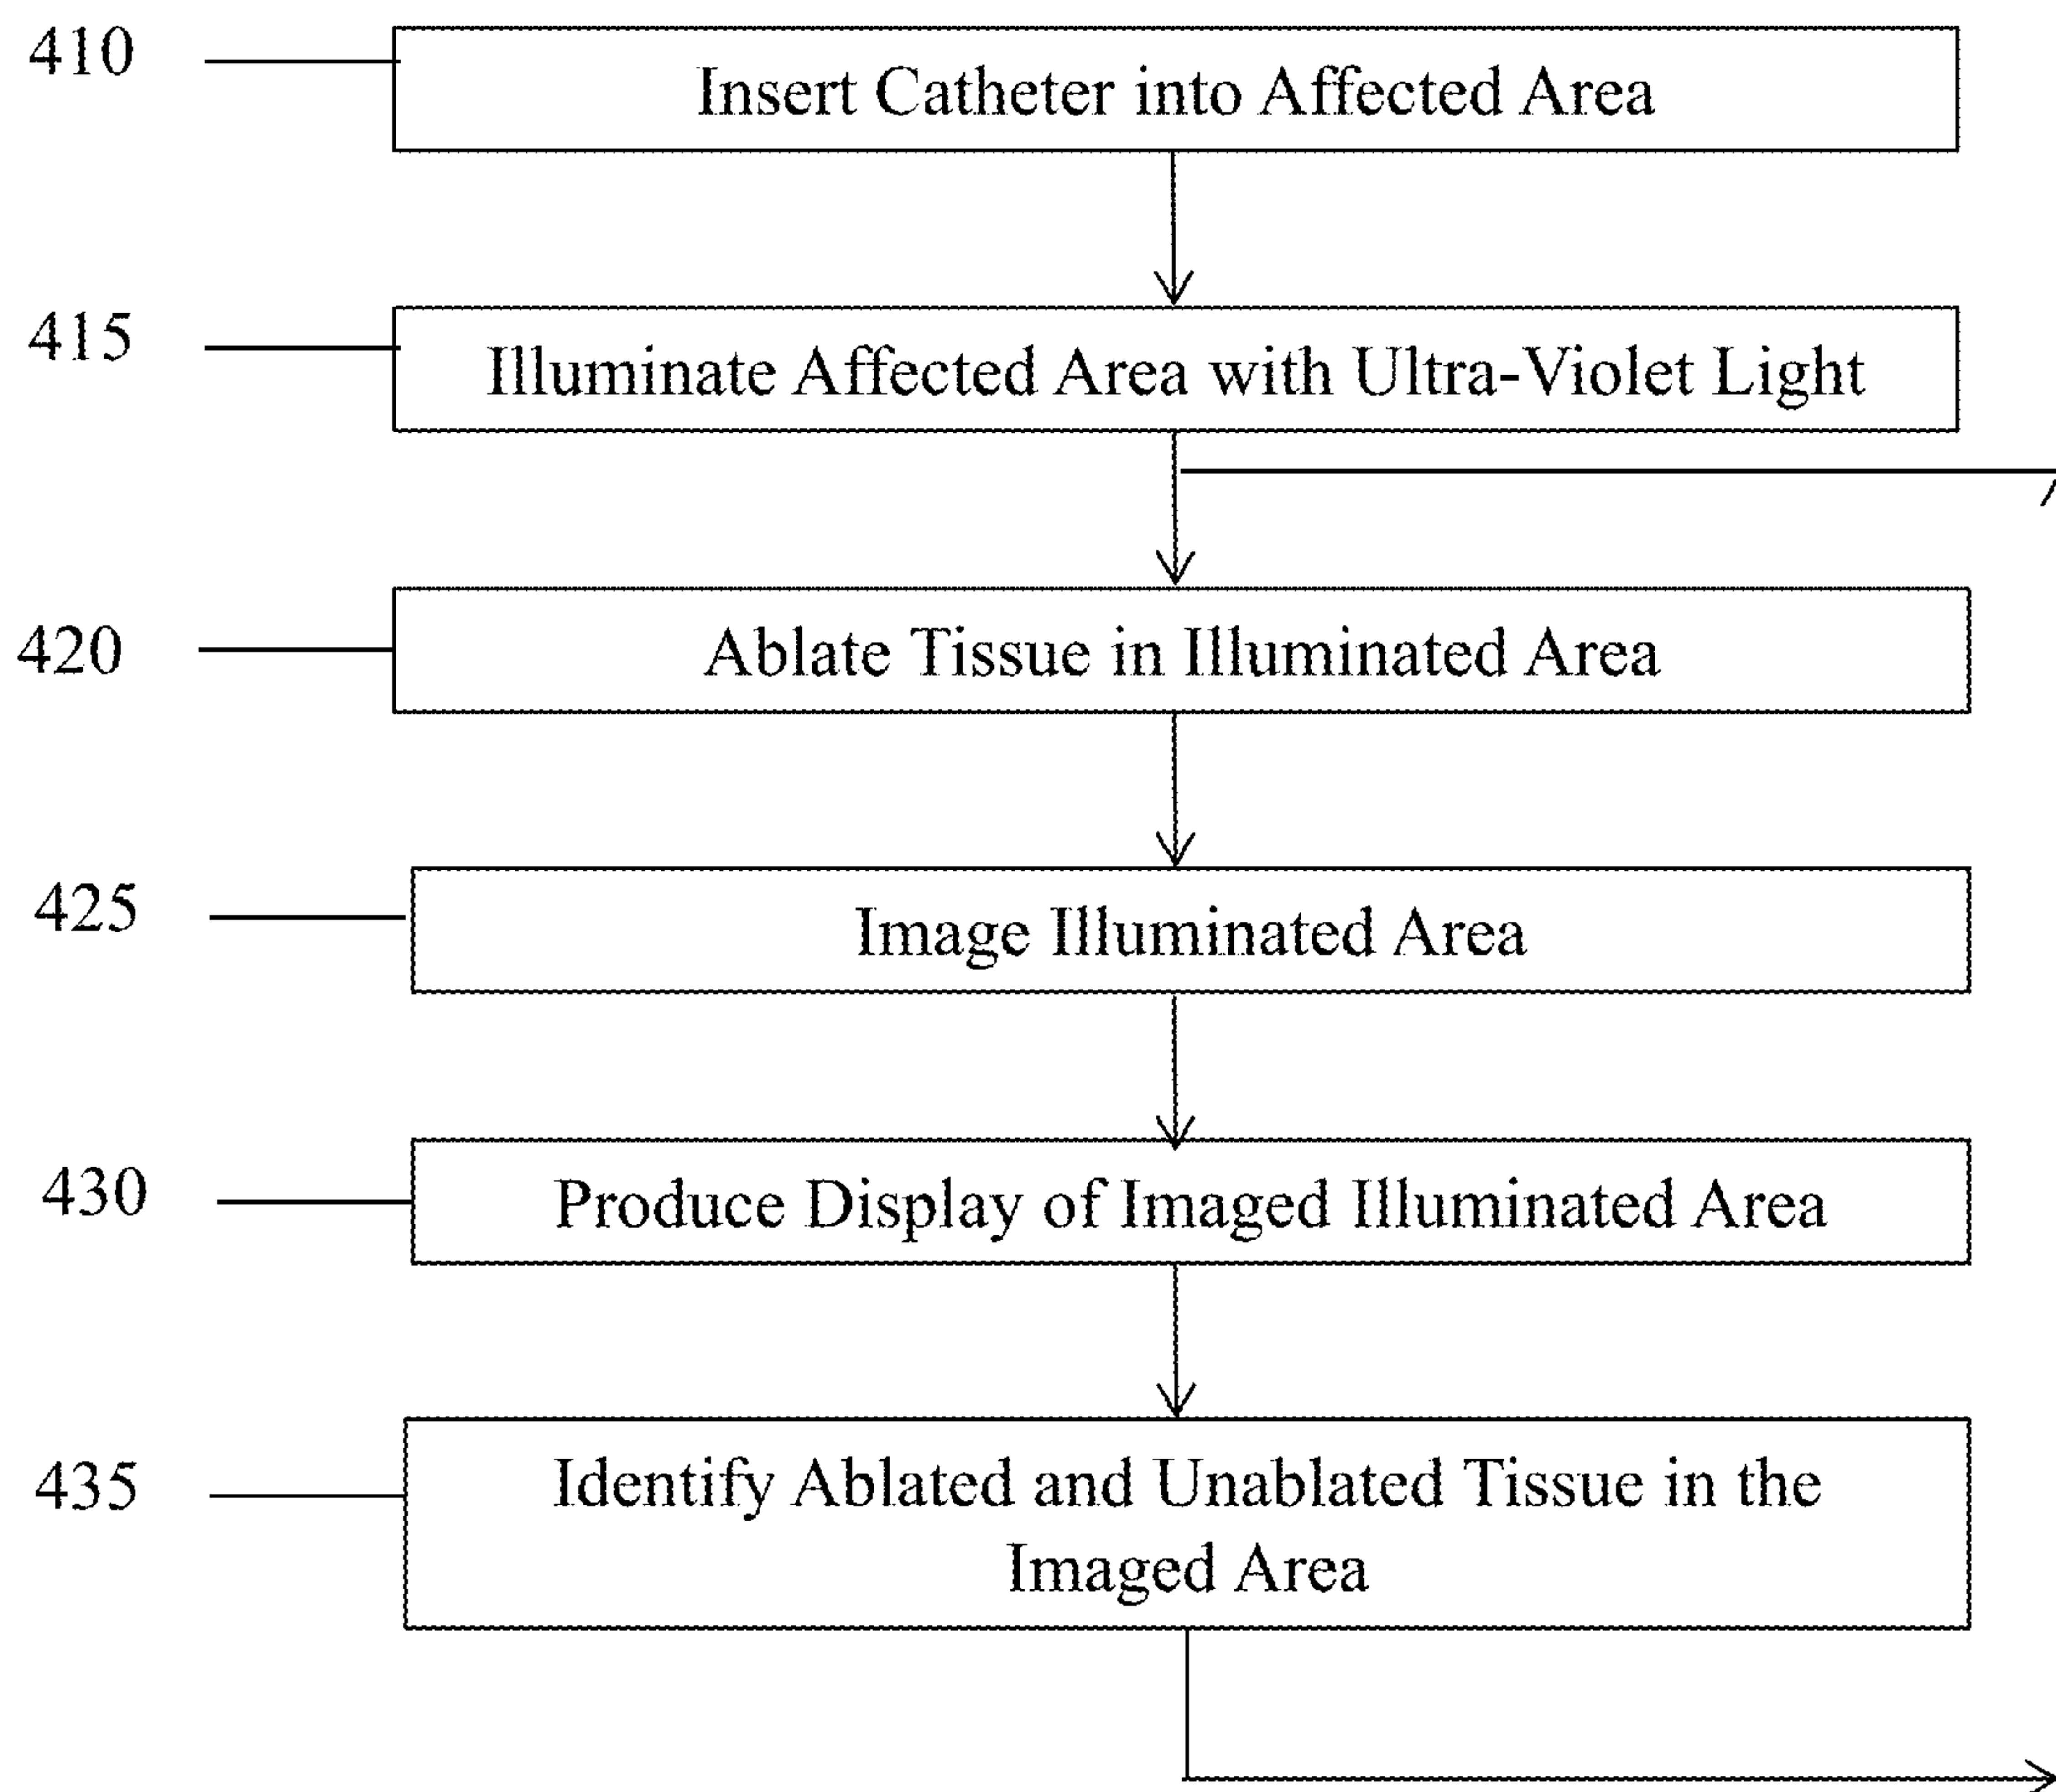 410
Insert Catheter into Affected Area
415
Illuminate Affected Area with Ultra-Violet Light
420
Ablate Tissue in Illuminated Area
425
Image Illuminated Area
430
Produce Display of Imaged Illuminated Area
435
Identify Ablated and Unablated Tissue in the
Imaged Area